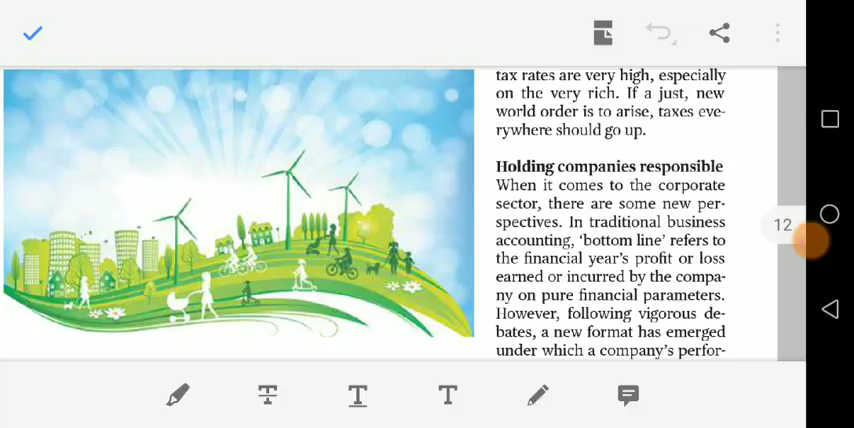 tax rates are very high, especially
on the very rich. If a just, new
world order is to arise, taxes eve-
rywhere should go up.
Holding companies responsible
When it comes to the corporate
sector, there are some new per-
spectives. In traditional business
accounting, ‘bottom line’ refers to
the financial year’s profit or loss
earned or incurred by the compa-
ny on pure financial parameters.
However, following vigorous de-
bates, a new format has emerged
under which a company’s perfor-
12